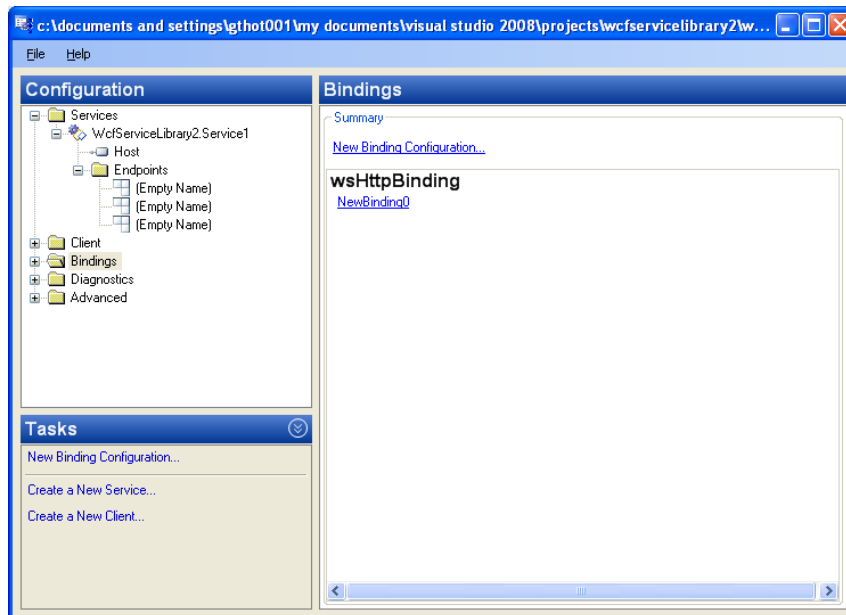 c:\documents and settings\gthot001\my documents\visual studio 2008\projects\wcfservicelibrary2\w...
File Help
Configuration
Services
WcfServiceLibrary2.Service1
Host
Endpoints
(Empty Name)
(Empty Name)
(Empty Name)
Client
Bindings
Diagnostics
Advanced
Tasks
New Binding Configuration...
Create a New Service...
Create a New Client...
Bindings
Summary
New Binding Configuration...
wsHttpBinding
NewBinding0